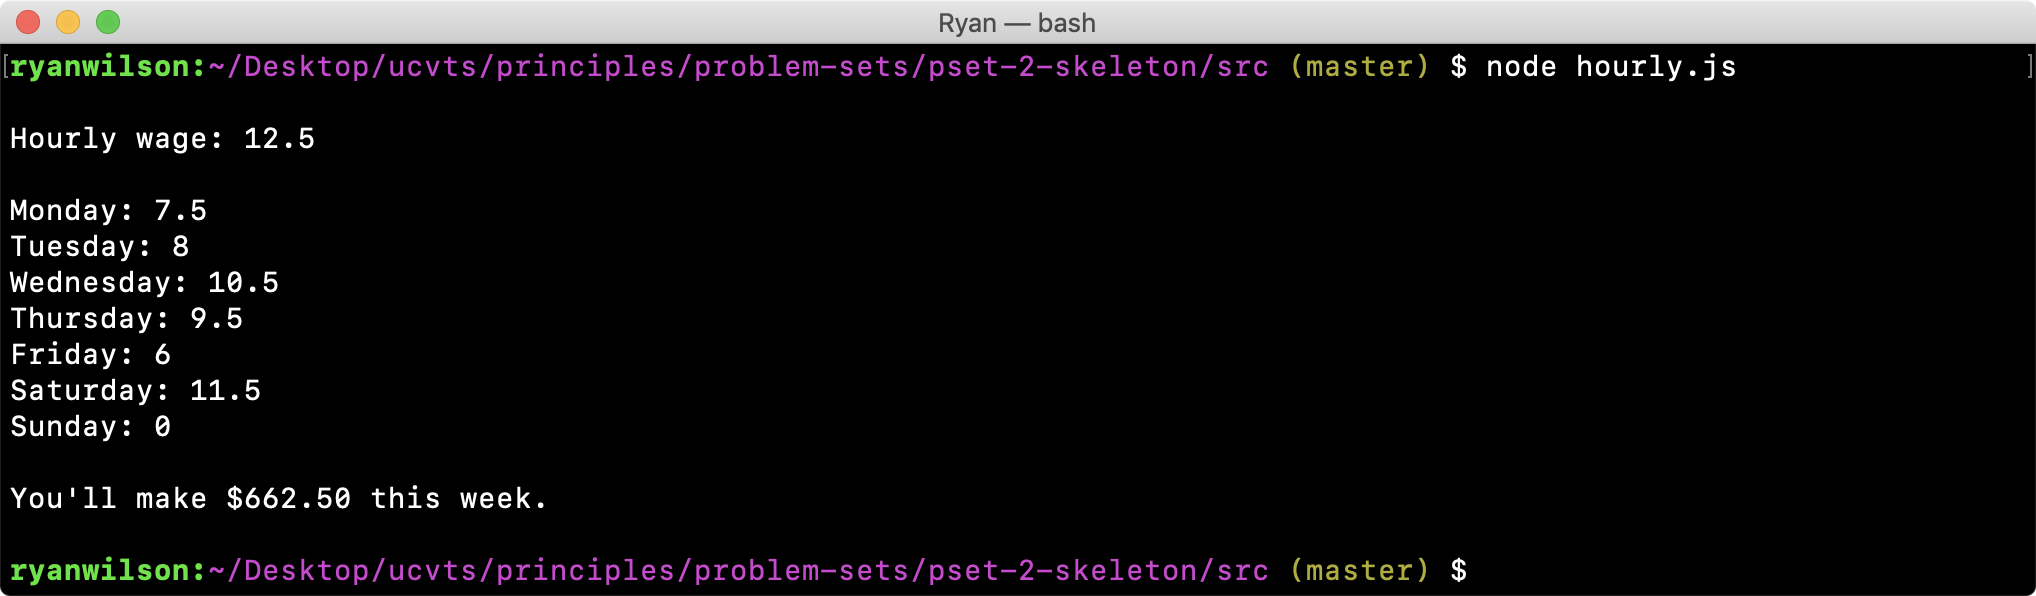 Ryan — bash
[ryanwilson:~/Desktop/ucvts/principles/problem-sets/pset-2-skeleton/src (master) $ node hourly.js ]
Hourly wage: 12.5
Monday: 7.5
Tuesday: 8
Wednesday: 10.5
Thursday: 9.5
Friday: 6
Saturday: 11.5
Sunday: 0
You'll make $662.50 this week.
ryanwilson:~/Desktop/ucvts/principles/problem-sets/pset-2-skeleton/src (master) $